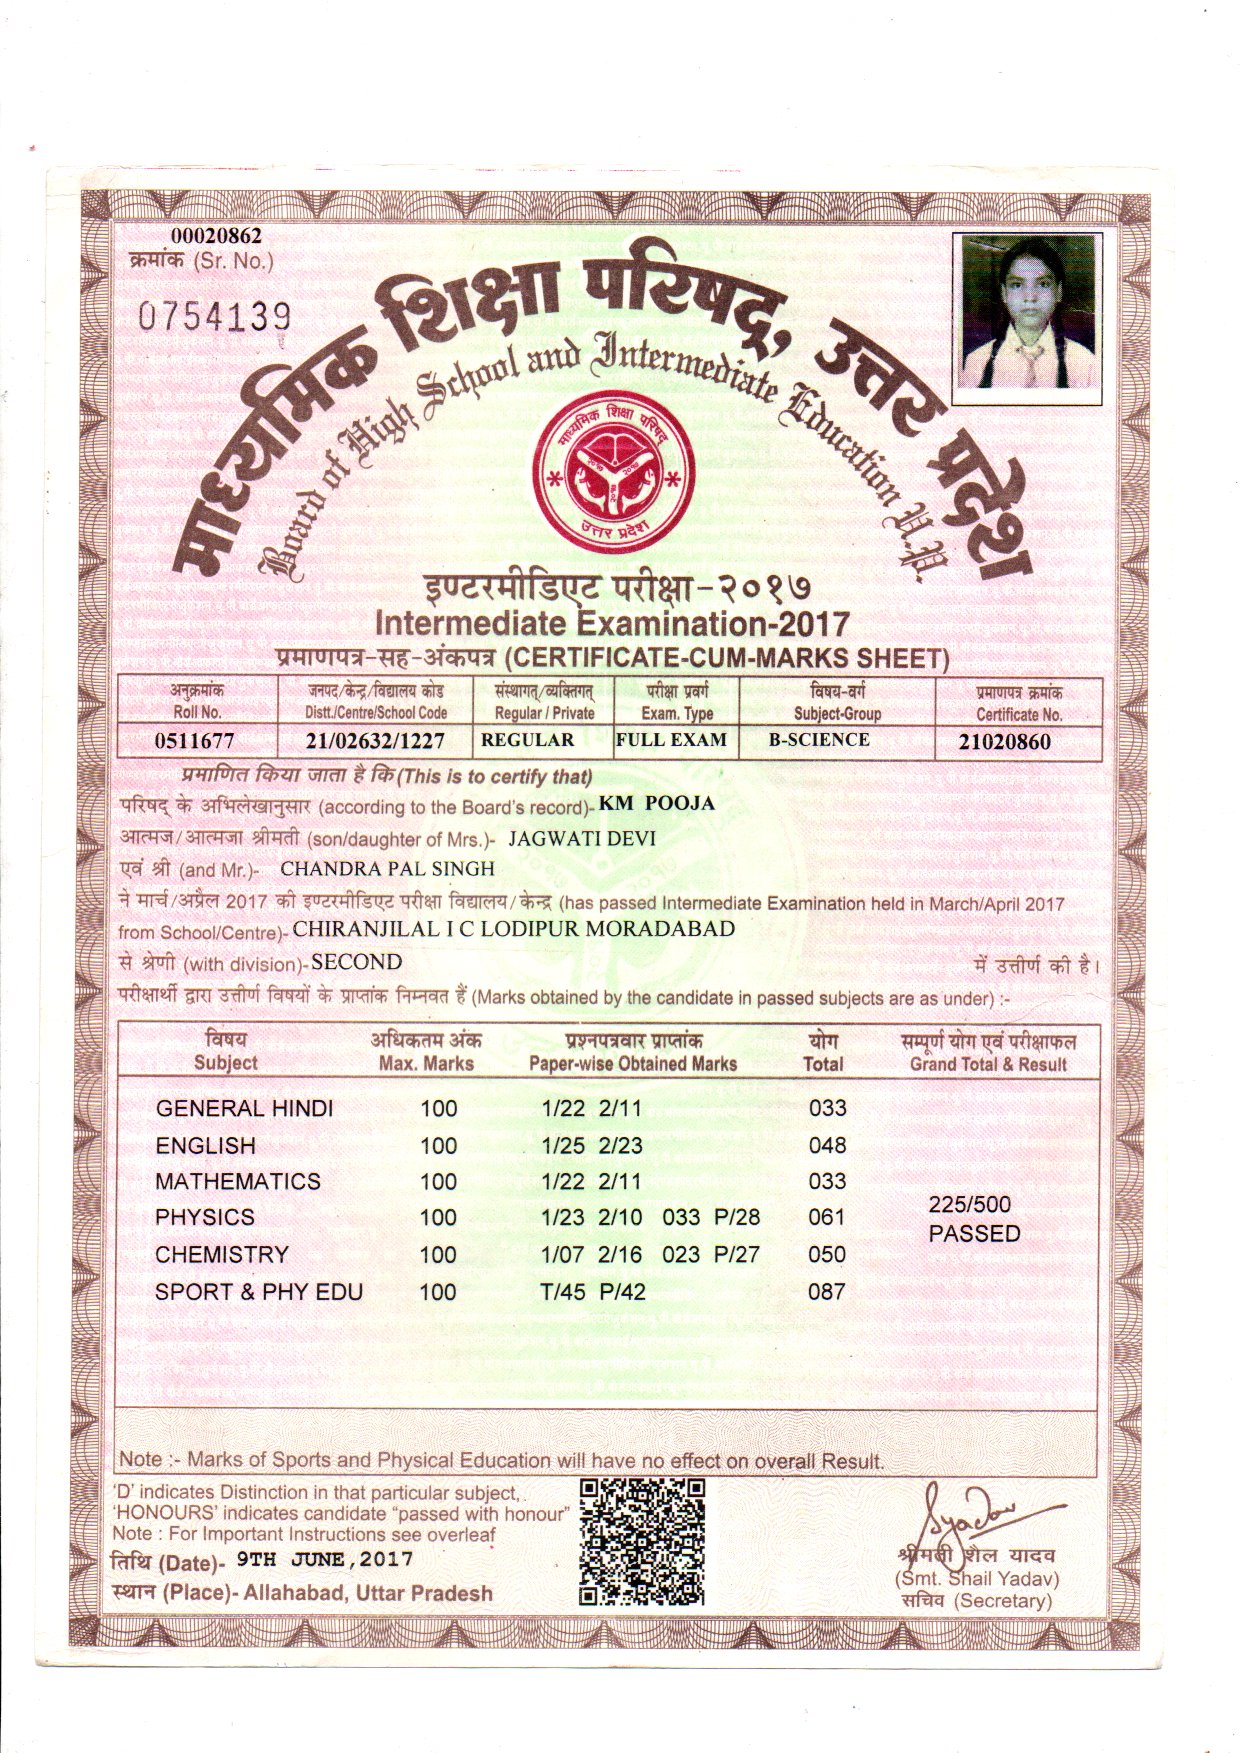 00020862
क्रमांक (Sr. No.)
0754139
माध्यमिक शिक्षा परिषद्, उत्तर प्रदेश
Board of High School and Intermediate Education U.P.
माध्यमिक शिक्षा परिषद्
उत्तर प्रदेश
इण्टरमीडिएट परीक्षा-२०१७
Intermediate Examination-2017
प्रमाणपत्र-सह-अंकपत्र (CERTIFICATE-CUM-MARKS SHEET)
अनुक्रमांक जनपद/केन्द्र/विद्यालय कोड संस्थागत/व्यक्तिगत् परीक्षा प्रवर्ग विषय-वर्ग प्रमाणपत्र क्रमांक
Roll No. Distt./Centre/School Code Regular / Private Exam. Type Subject-Group Certificate No.
0511677 21/02632/1227 REGULAR FULL EXAM B-SCIENCE 21020860
प्रमाणित किया जाता है कि (This is to certify that)
परिषद् के अभिलेखानुसार (according to the Board's record)- KM POOJA
आत्मज/आत्मजा श्रीमती (son/daughter of Mrs.)- JAGWATI DEVI
एवं श्री (and Mr.)- CHANDRA PAL SINGH
ने मार्च/अप्रैल 2017 की इण्टरमीडिएट परीक्षा विद्यालय/केन्द्र (has passed Intermediate Examination held in March/April 2017
from School/Centre)- CHIRANJILAL I C LODIPUR MORADABAD
से श्रेणी (with division)- SECOND में उत्तीर्ण की है।
परीक्षार्थी द्वारा उत्तीर्ण विषयों के प्राप्तांक निम्नवत हैं (Marks obtained by the candidate in passed subjects are as under) :-
विषय अधिकतम अंक प्रश्नपत्रवार प्राप्तांक योग सम्पूर्ण योग एवं परीक्षाफल
Subject Max. Marks Paper-wise Obtained Marks Total Grand Total & Result
GENERAL HINDI 100 1/22 2/11 033
ENGLISH 100 1/25 2/23 048
MATHEMATICS 100 1/22 2/11 033
225/500
PHYSICS 100 1/23 2/10 033 P/28 061
PASSED
CHEMISTRY 100 1/07 2/16 023 P/27 050
SPORT & PHY EDU 100 T/45 P/42 087
Note :- Marks of Sports and Physical Education will have no effect on overall Result.
'D' indicates Distinction in that particular subject,
'HONOURS' indicates candidate "passed with honour"
Note : For Important Instructions see overleaf
तिथि (Date)- 9TH JUNE,2017
स्थान (Place)- Allahabad, Uttar Pradesh
Syadav
श्रीमती शैल यादव
(Smt. Shail Yadav)
सचिव (Secretary)